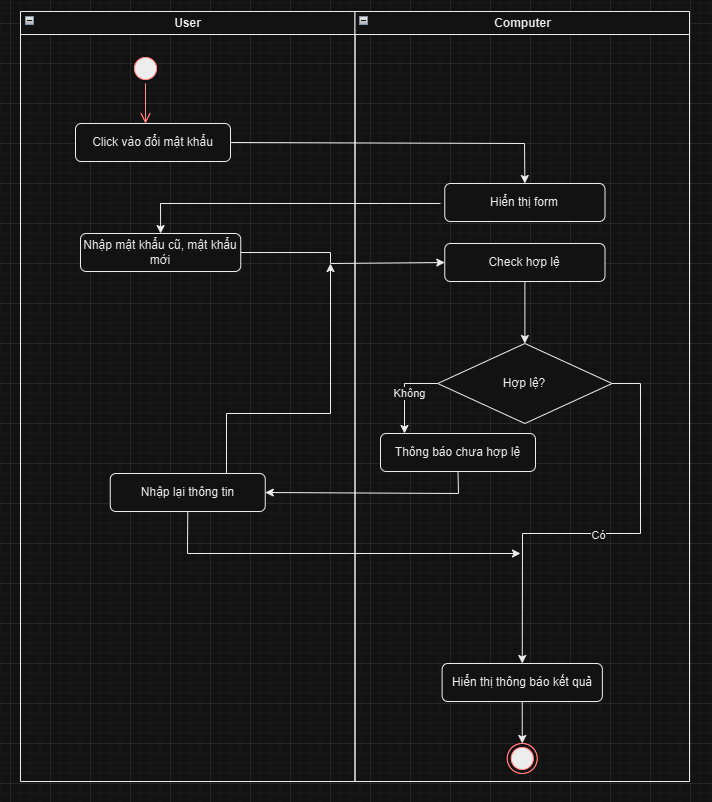 User
Computer
Click vào đổi mật khẩu
Hiển thị form
Nhập mật khẩu cũ, mật khẩu
mới
Check hợp lệ
Hợp lệ?
Không
Thông báo chưa hợp lệ
Nhập lại thông tin
Có
Hiển thị thông báo kết quả